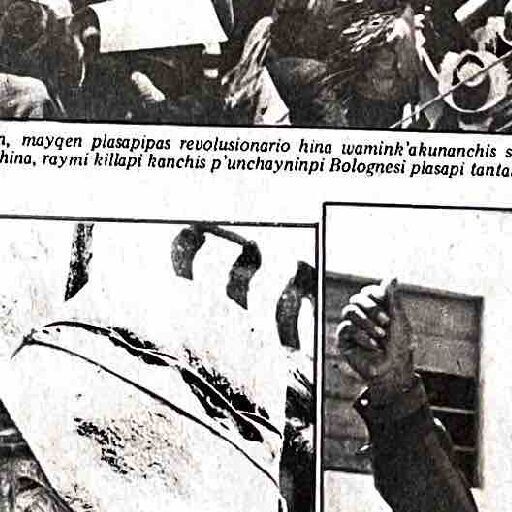 mayqen plasapipas revolusionario hina wamink'akunanchis s
hina, raymi killapi kanchis p'unchayninpi Bolognesi plasapi tanta